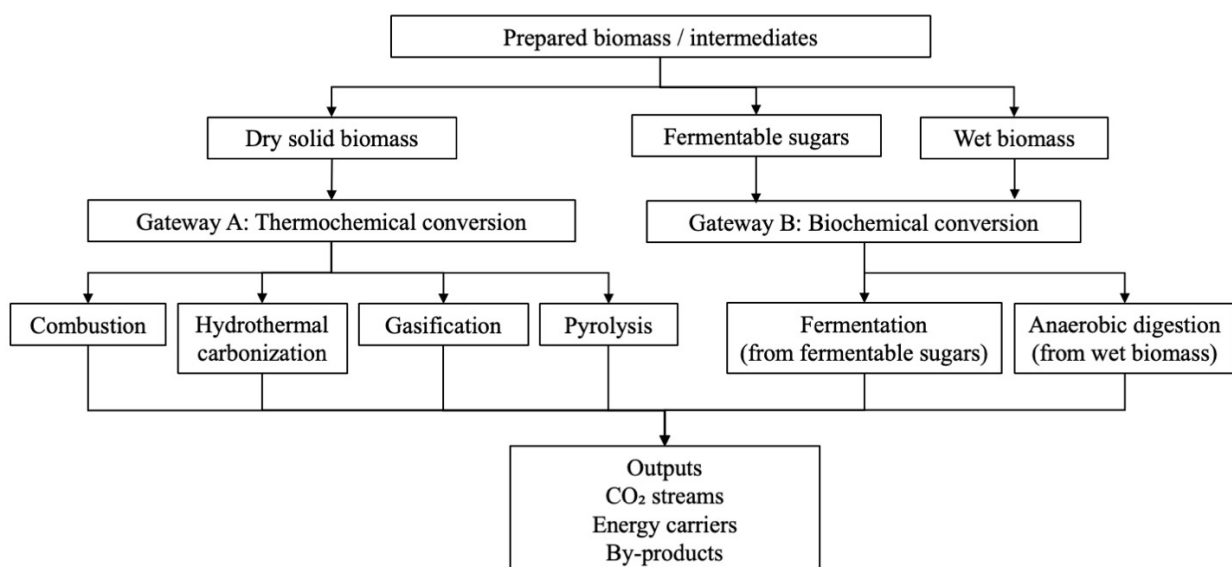 Prepared biomass / intermediates
Dry solid biomass
Fermentable sugars
Wet biomass
Gateway A: Thermochemical conversion
Gateway B: Biochemical conversion
Combustion
Hydrothermal
carbonization
Gasification
Pyrolysis
Fermentation
(from fermentable sugars)
Anaerobic digestion
(from wet biomass)
Outputs
CO₂ streams
Energy carriers
By-products